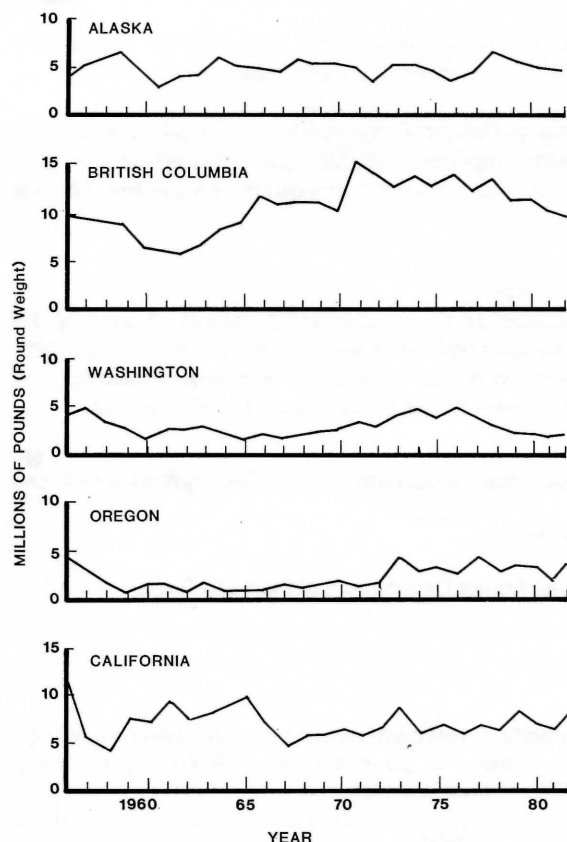 MILLIONS OF POUNDS (Round Weight)
10
ALASKA
5
0
15
BRITISH COLUMBIA
10
5
0
10
WASHINGTON
5
0
10
OREGON
5
0
15
CALIFORNIA
10
5
0
1960 65 70 75 80
YEAR